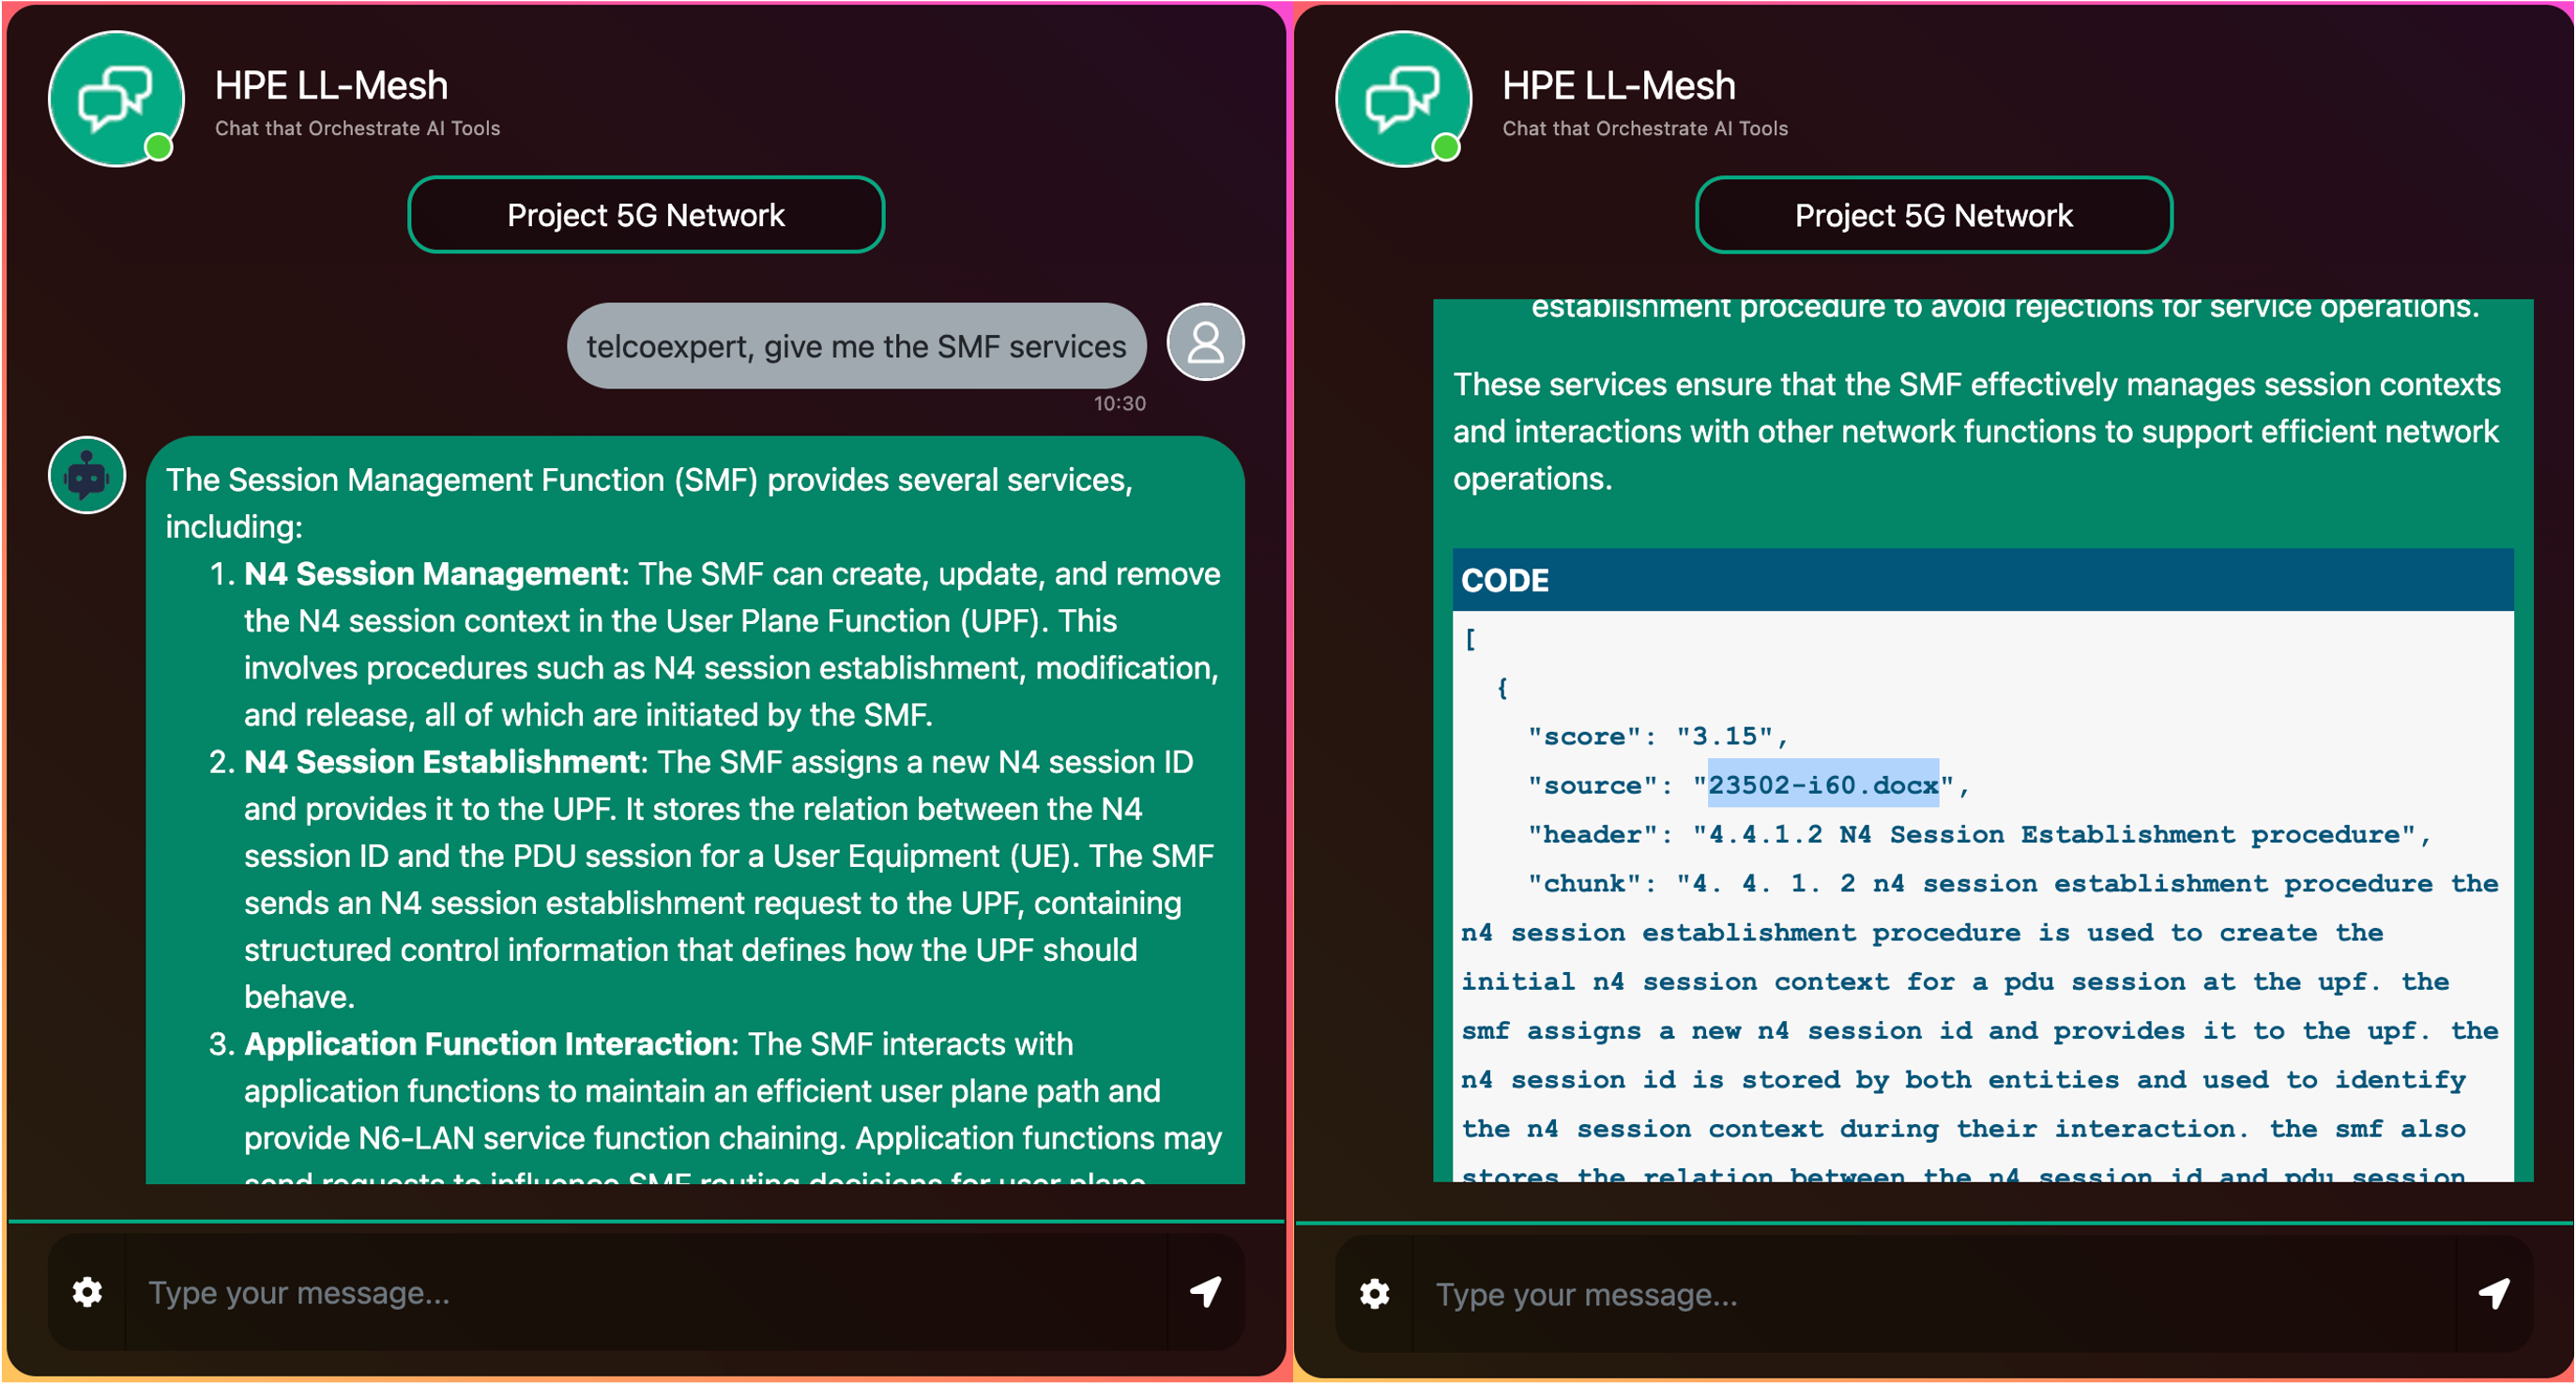 HPE LL-Mesh
Chat that Orchestrate AI Tools
Project 5G Network
telcoexpert, give me the SMF services
10:30
The Session Management Function (SMF) provides several services,
including:
1. N4 Session Management: The SMF can create, update, and remove
the N4 session context in the User Plane Function (UPF). This
involves procedures such as N4 session establishment, modification,
and release, all of which are initiated by the SMF.
2. N4 Session Establishment: The SMF assigns a new N4 session ID
and provides it to the UPF. It stores the relation between the N4
session ID and the PDU session for a User Equipment (UE). The SMF
sends an N4 session establishment request to the UPF, containing
structured control information that defines how the UPF should
behave.
3. Application Function Interaction: The SMF interacts with
application functions to maintain an efficient user plane path and
provide N6-LAN service function chaining. Application functions may
send requests to influence SMF routing decisions for user plane
Type your message...
HPE LL-Mesh
Chat that Orchestrate AI Tools
Project 5G Network
establishment procedure to avoid rejections for service operations.
These services ensure that the SMF effectively manages session contexts
and interactions with other network functions to support efficient network
operations.
CODE
[
{
"score": "3.15",
"source": "23502-i60.docx",
"header": "4.4.1.2 N4 Session Establishment procedure",
"chunk": "4. 4. 1. 2 n4 session establishment procedure the
n4 session establishment procedure is used to create the
initial n4 session context for a pdu session at the upf. the
smf assigns a new n4 session id and provides it to the upf. the
n4 session id is stored by both entities and used to identify
the n4 session context during their interaction. the smf also
stores the relation between the n4 session id and pdu session
Type your message...